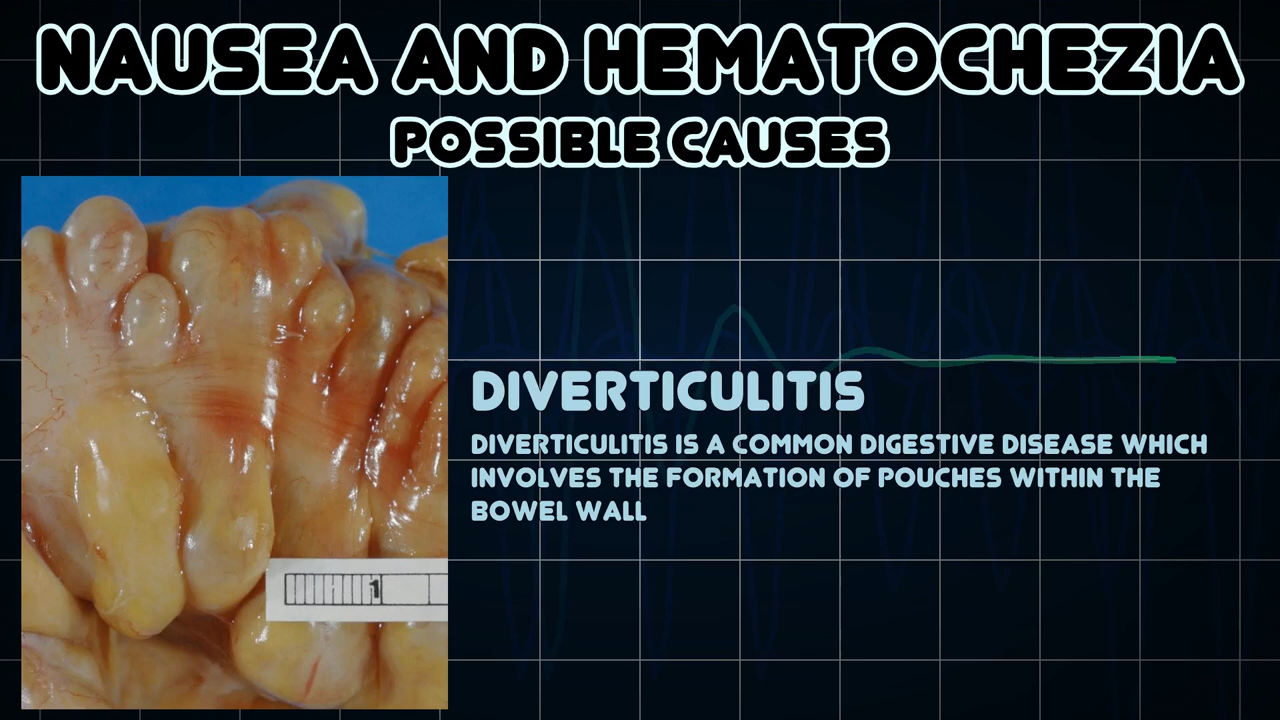 NAUSEA AND HEMATOCHEZIA
POSSIBLE CAUSES
DIVERTICULITIS
DIVERTICULITIS IS A COMMON DIGESTIVE DISEASE WHICH
INVOLVES THE FORMATION OF POUCHES WITHIN THE
BOWEL WALL
1